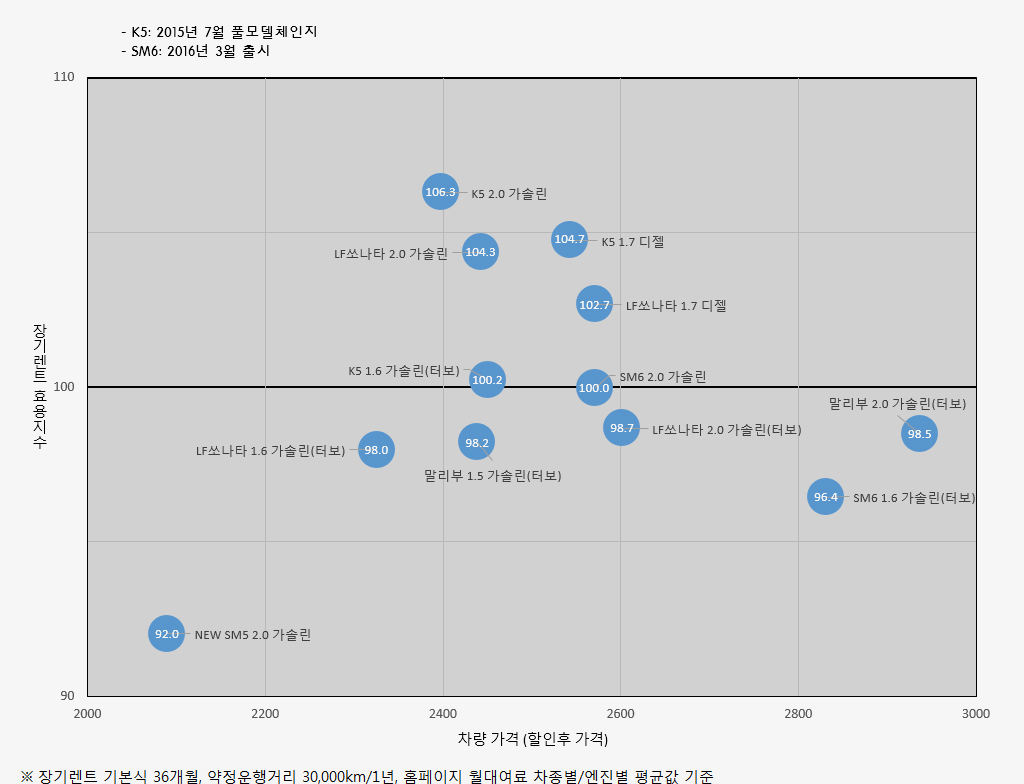 - K5: 2015년 7월 풀모델체인지
- SM6: 2016년 3월 출시
110
106.3 K5 2.0 가솔린
104.7 K5 1.7 디젤
LF쏘나타 2.0 가솔린 104.3
102.7 LF쏘나타 1.7 디젤
장기렌트 효용지수
K5 1.6 가솔린(터보) 100.2
SM6 2.0 가솔린
100
100.0
말리부 2.0 가솔린(터보)
98.7 LF쏘나타 2.0 가솔린(터보)
98.5
98.2
LF쏘나타 1.6 가솔린(터보) 98.0
말리부 1.5 가솔린(터보)
96.4 SM6 1.6 가솔린(터보)
92.0 NEW SM5 2.0 가솔린
90
2000 2200 2400 2600 2800 3000
차량 가격 (할인후 가격)
※ 장기렌트 기본식 36개월, 약정운행거리 30,000km/1년, 홈페이지 월대여료 차종별/엔진별 평균값 기준